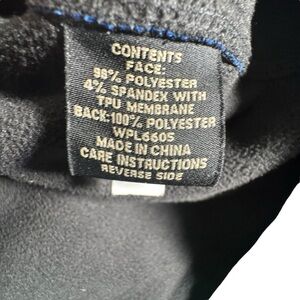 CONTENTS
FACE:
96% POLYESTER
4% SPANDEX WITH
TPU MEMBRANE
BACK:100% POLYESTER
WPL6605
MADE IN CHINA
CARE INSTRUCTIONS
REVERSE SIDE